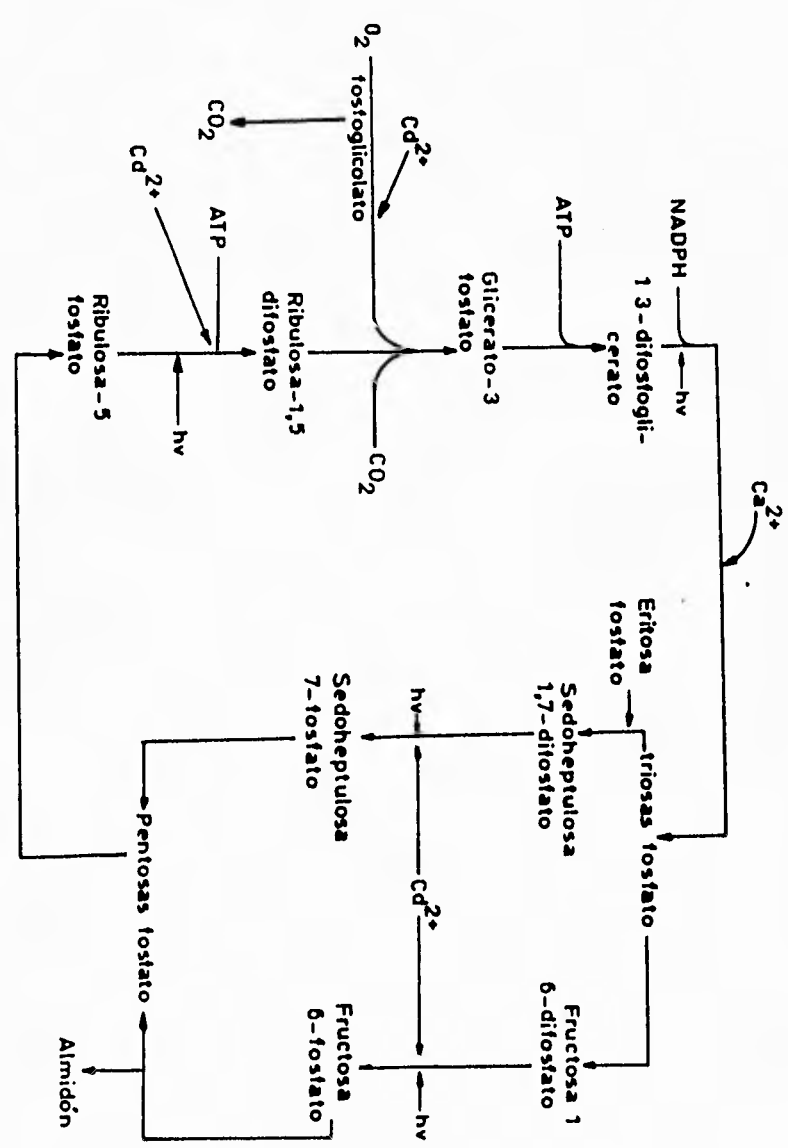 NADPH
1 3-difosfogli-
cerato
hv
Ca2+
ATP
Glicerato-3
fosfato
O2
fosfoglicolato
CO2
Cd2+
CO2
Ribulosa-1,5
difosfato
ATP
Cd2+
hv
Ribulosa-5
fosfato
Eritosa
fosfato
triosas fosfato
Sedoheptulosa
1,7-difosfato
Fructosa 1
6-difosfato
hv
Cd2+
hv
Sedoheptulosa
7-fosfato
Fructosa
6-fosfato
Pentosas fosfato
Almidón